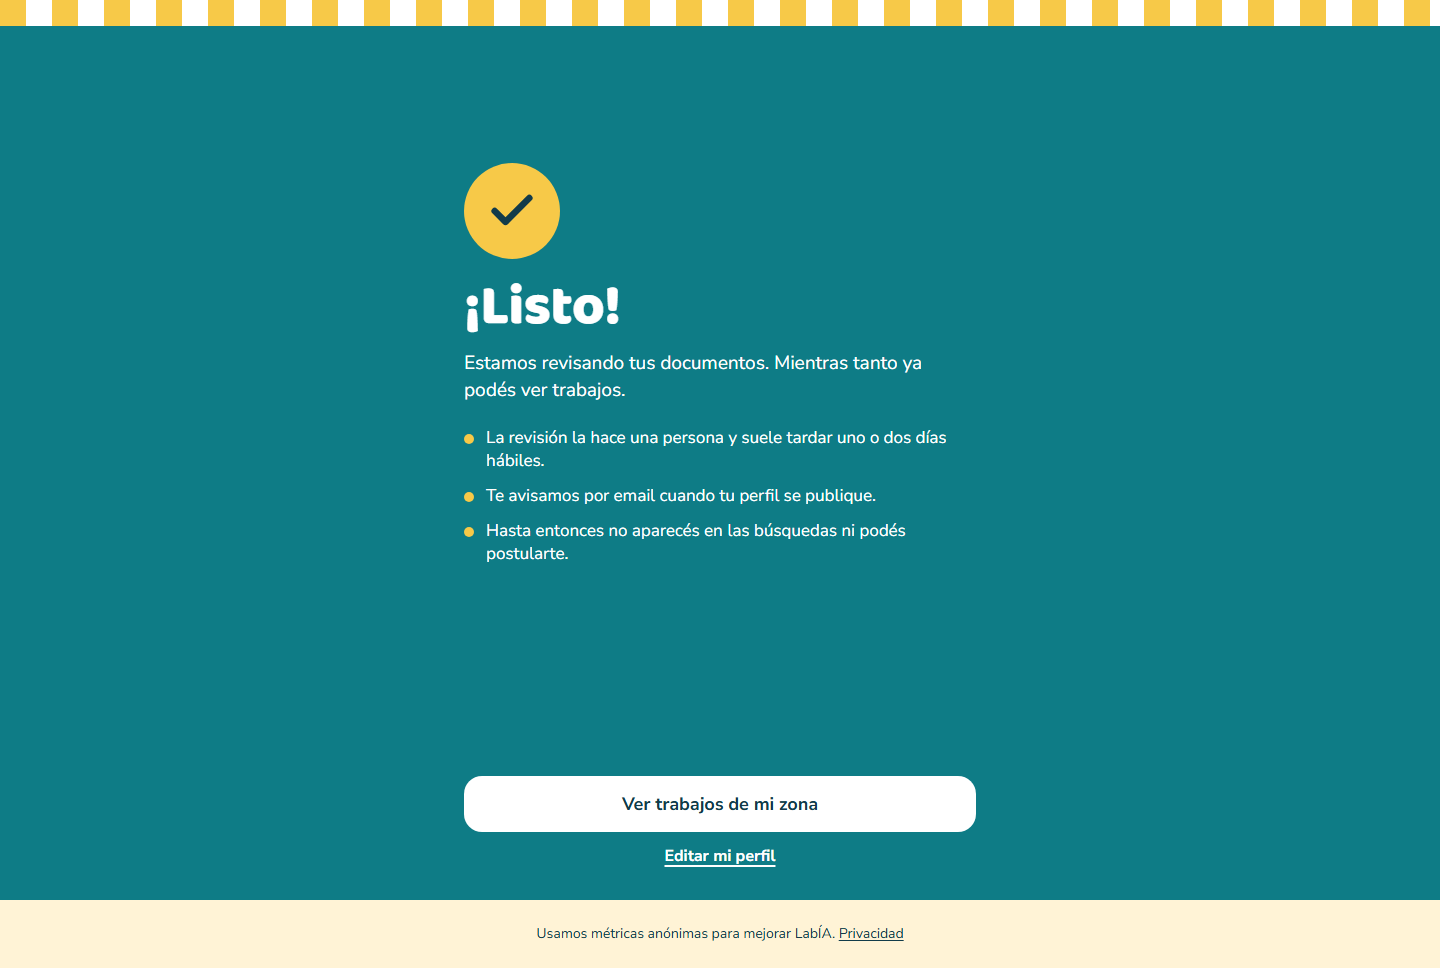 ¡Listo!
Estamos revisando tus documentos. Mientras tanto ya
podés ver trabajos.
La revisión la hace una persona y suele tardar uno o dos días
hábiles.
Te avisamos por email cuando tu perfil se publique.
Hasta entonces no aparecés en las búsquedas ni podés
postularte.
Ver trabajos de mi zona
Editar mi perfil
Usamos métricas anónimas para mejorar LabÍA. Privacidad